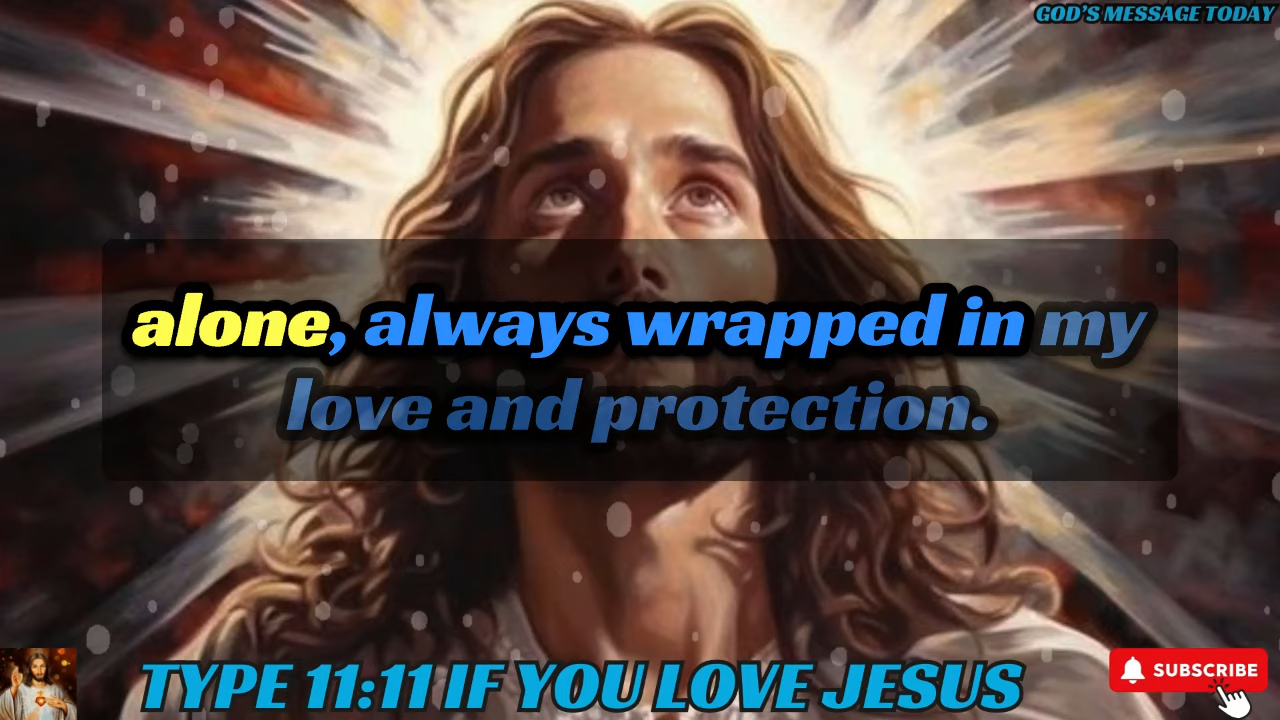 GOD'S MESSAGE TODAY
alone, always wrapped in my
love and protection.
TYPE 11:11 IF YOU LOVE JESUS
SUBSCRIBE